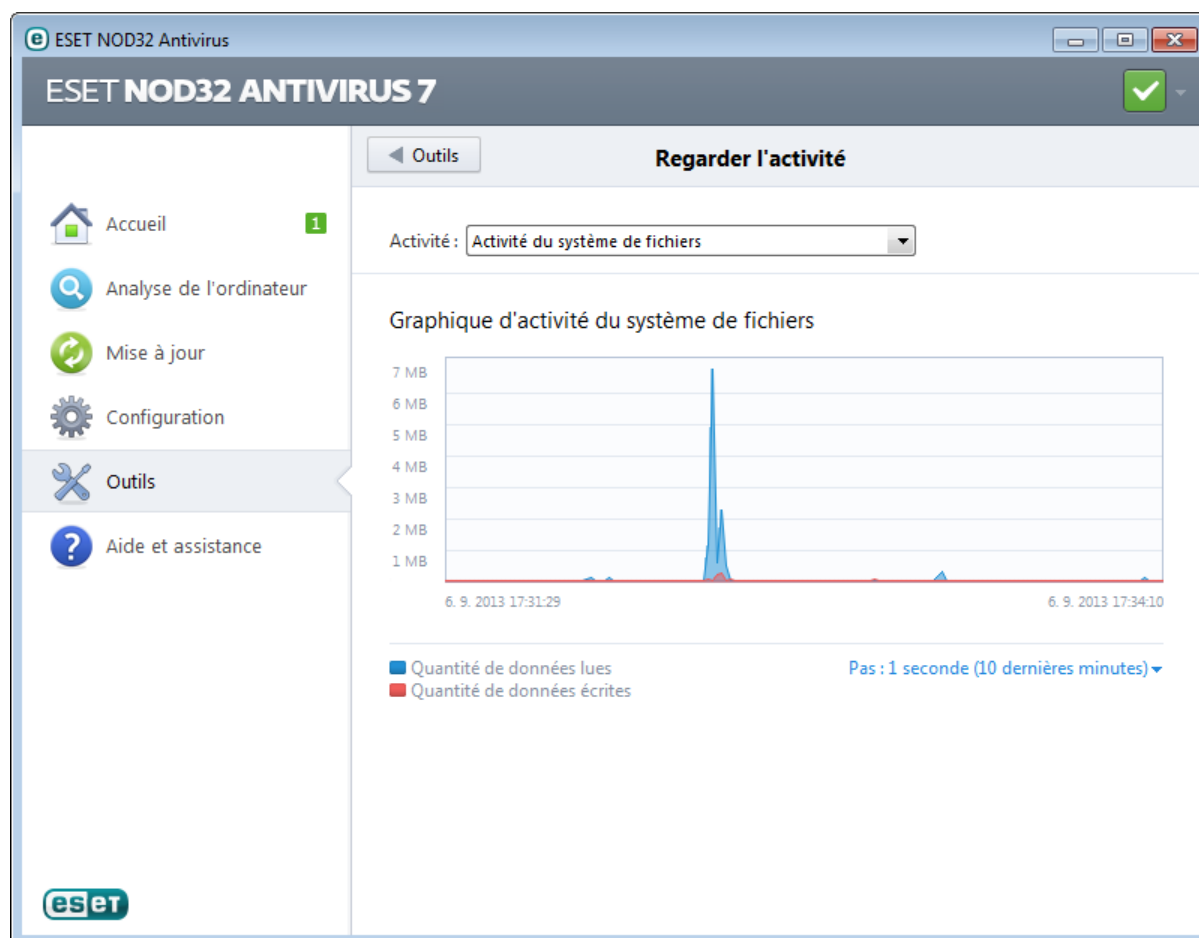 ESET NOD32 Antivirus
ESET NOD32 ANTIVIRUS 7
Outils
Regarder l'activité
Accueil 1
Analyse de l'ordinateur
Mise à jour
Configuration
Outils
Aide et assistance
Activité : Activité du système de fichiers
Graphique d'activité du système de fichiers
7 MB
6 MB
5 MB
4 MB
3 MB
2 MB
1 MB
6. 9. 2013 17:31:29 6. 9. 2013 17:34:10
Quantité de données lues
Pas : 1 seconde (10 dernières minutes)
Quantité de données écrites
eset